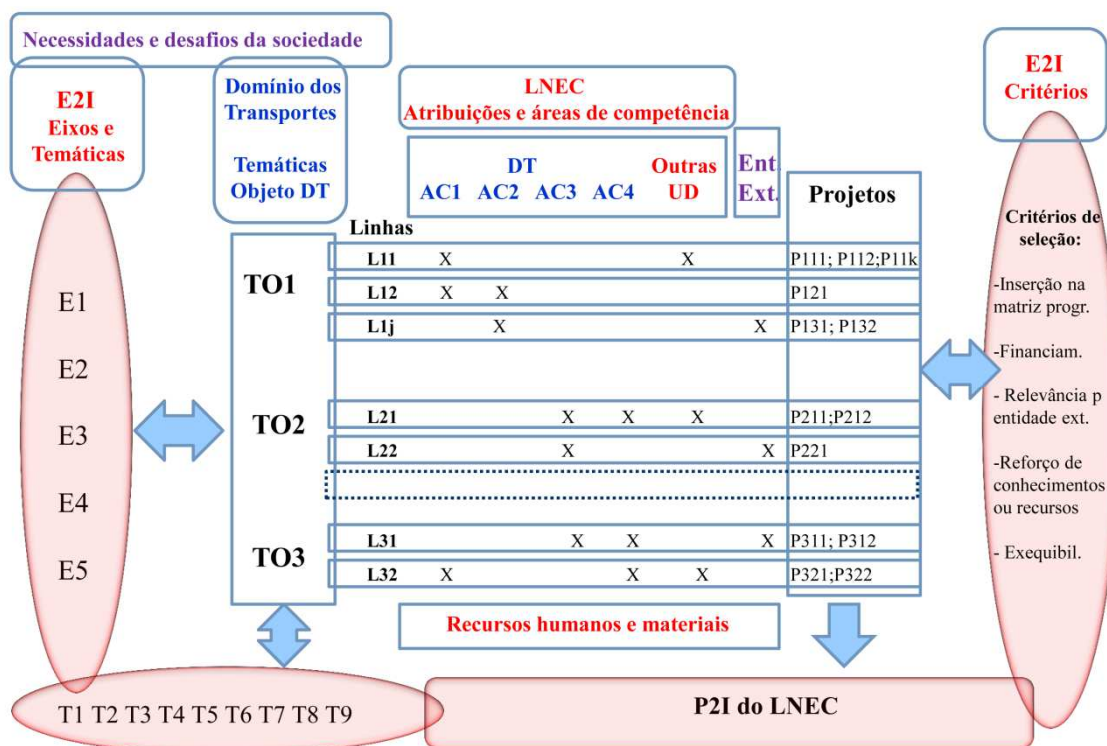 Necessidades e desafios da sociedade
E2I
Eixos e
Temáticas
Domínio dos
Transportes
Temáticas
Objeto DT
LNEC
Atribuições e áreas de competência
DT
AC1 AC2 AC3 AC4
Outras
UD
Ent.
Ext.
Projetos
E2I
Critérios
Linhas
TO1
L11 X X P111; P112;P11k
L12 X X P121
L1j X X P131; P132
TO2
L21 X X X P211;P212
L22 X X P221
TO3
L31 X X X P311; P312
L32 X X X P321;P322
E1
E2
E3
E4
E5
Critérios de
seleção:
-Inserção na
matriz progr.
-Financiam.
- Relevância p
entidade ext.
-Reforço de
conhecimentos
ou recursos
- Exequibil.
Recursos humanos e materiais
T1 T2 T3 T4 T5 T6 T7 T8 T9
P2I do LNEC